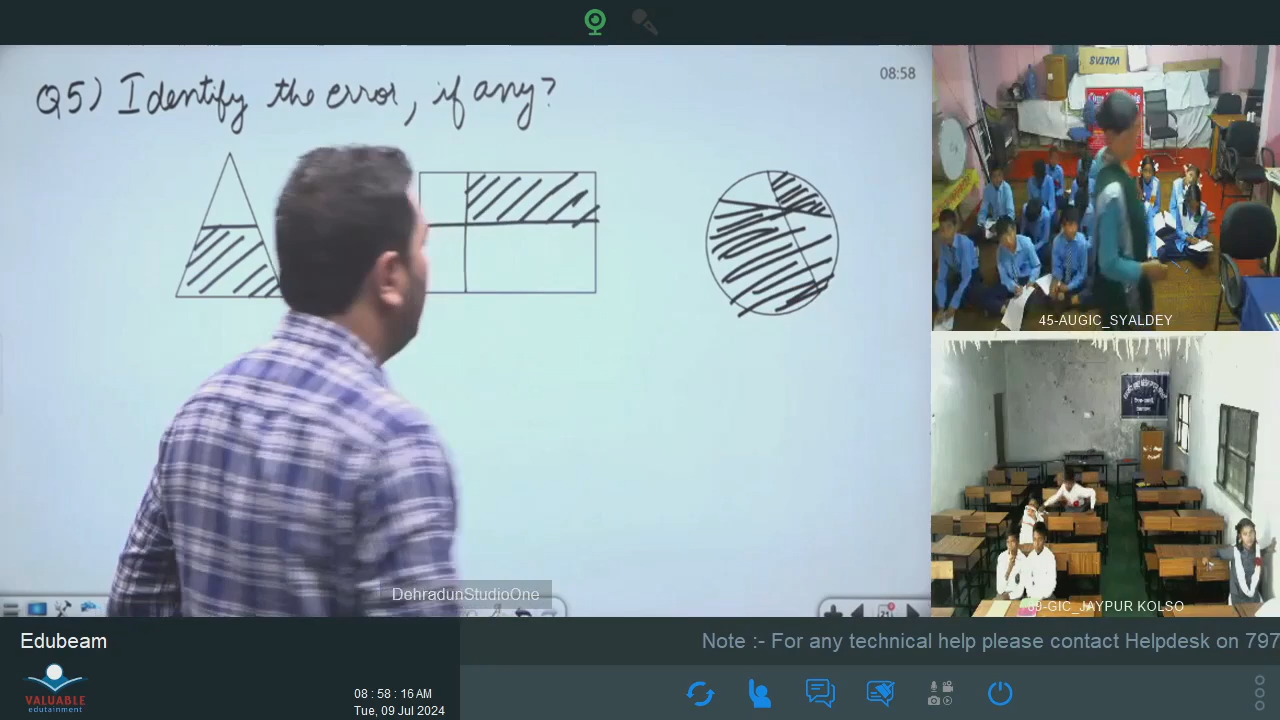 Q5) Identify the error, if any?
08:58
VOLTAS
45-AUGIC_SYALDEY
GIC_JAYPUR KOLSO
DehradunStudioOne
Edubeam
Note :- For any technical help please contact Helpdesk on 797
VALUABLE
edutainment
08 : 58 : 16 AM
Tue, 09 Jul 2024